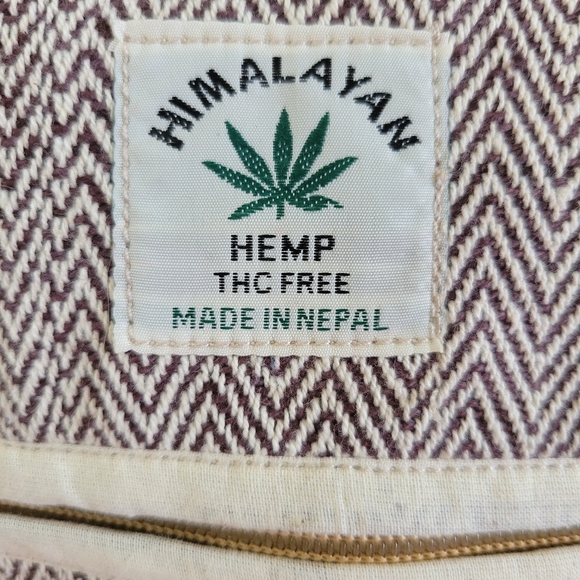 HIMALAYAN
HEMP
THC FREE
MADE IN NEPAL